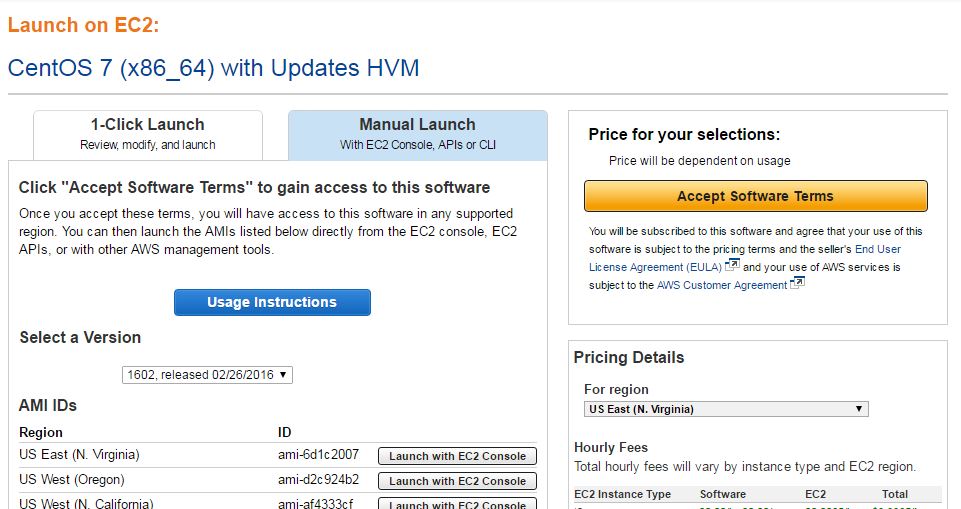 Launch on EC2:
CentOS 7 (x86_64) with Updates HVM
1-Click Launch
Review, modify, and launch
Manual Launch
With EC2 Console, APIs or CLI
Click "Accept Software Terms" to gain access to this software
Once you accept these terms, you will have access to this software in any supported
region. You can then launch the AMIs listed below directly from the EC2 console, EC2
APIs, or with other AWS management tools.
Usage Instructions
Select a Version
1602, released 02/26/2016
AMI IDs
Region ID
US East (N. Virginia) ami-6d1c2007 Launch with EC2 Console
US West (Oregon) ami-d2c924b2 Launch with EC2 Console
US West (N. California) ami-af4333cf Launch with EC2 Console
Price for your selections:
Price will be dependent on usage
Accept Software Terms
You will be subscribed to this software and agree that your use of this
software is subject to the pricing terms and the seller's End User
License Agreement (EULA) and your use of AWS services is
subject to the AWS Customer Agreement
Pricing Details
For region
US East (N. Virginia)
Hourly Fees
Total hourly fees will vary by instance type and EC2 region.
EC2 Instance Type Software EC2 Total